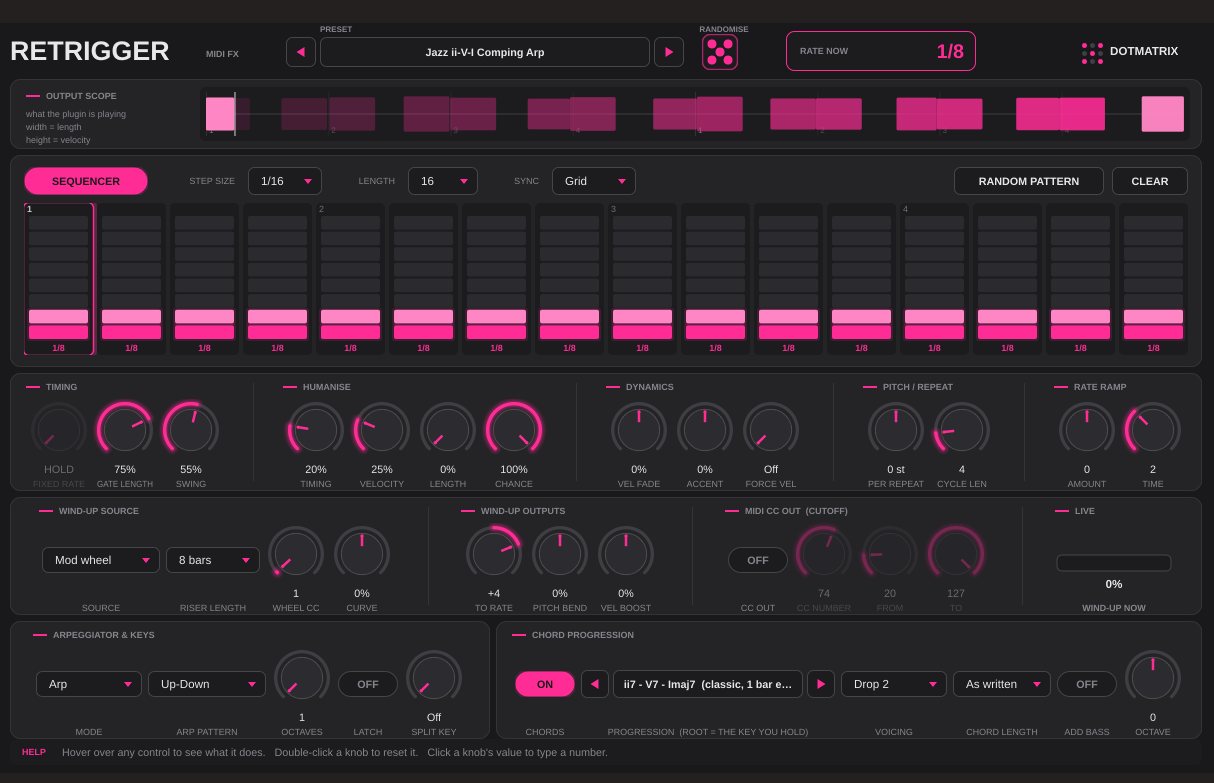 PRESET
RANDOMISE
RETRIGGER
MIDI FX
Jazz ii-V-I Comping Arp
RATE NOW
1/8
DOTMATRIX
OUTPUT SCOPE
what the plugin is playing
width = length
height = velocity
1 2 3 4 1 2 3 4
SEQUENCER
STEP SIZE
1/16
LENGTH
16
SYNC
Grid
RANDOM PATTERN
CLEAR
1 2 3 4
1/8 1/8 1/8 1/8 1/8 1/8 1/8 1/8 1/8 1/8 1/8 1/8 1/8 1/8 1/8 1/8
TIMING
HUMANISE
DYNAMICS
PITCH / REPEAT
RATE RAMP
HOLD 75% 55% 20% 25% 0% 100% 0% 0% Off 0 st 4 0 2
FIXED RATE GATE LENGTH SWING TIMING VELOCITY LENGTH CHANCE VEL FADE ACCENT FORCE VEL PER REPEAT CYCLE LEN AMOUNT TIME
WIND-UP SOURCE
WIND-UP OUTPUTS
MIDI CC OUT (CUTOFF)
LIVE
Mod wheel
8 bars
OFF
1 0% +4 0% 0% 74 20 127
0%
SOURCE RISER LENGTH WHEEL CC CURVE TO RATE PITCH BEND VEL BOOST CC OUT CC NUMBER FROM TO WIND-UP NOW
ARPEGGIATOR & KEYS
CHORD PROGRESSION
Arp
Up-Down
OFF
ON
ii7 - V7 - Imaj7 (classic, 1 bar e...
Drop 2
As written
OFF
1 Off 0
MODE ARP PATTERN OCTAVES LATCH SPLIT KEY CHORDS PROGRESSION (ROOT = THE KEY YOU HOLD) VOICING CHORD LENGTH ADD BASS OCTAVE
HELP Hover over any control to see what it does. Double-click a knob to reset it. Click a knob's value to type a number.